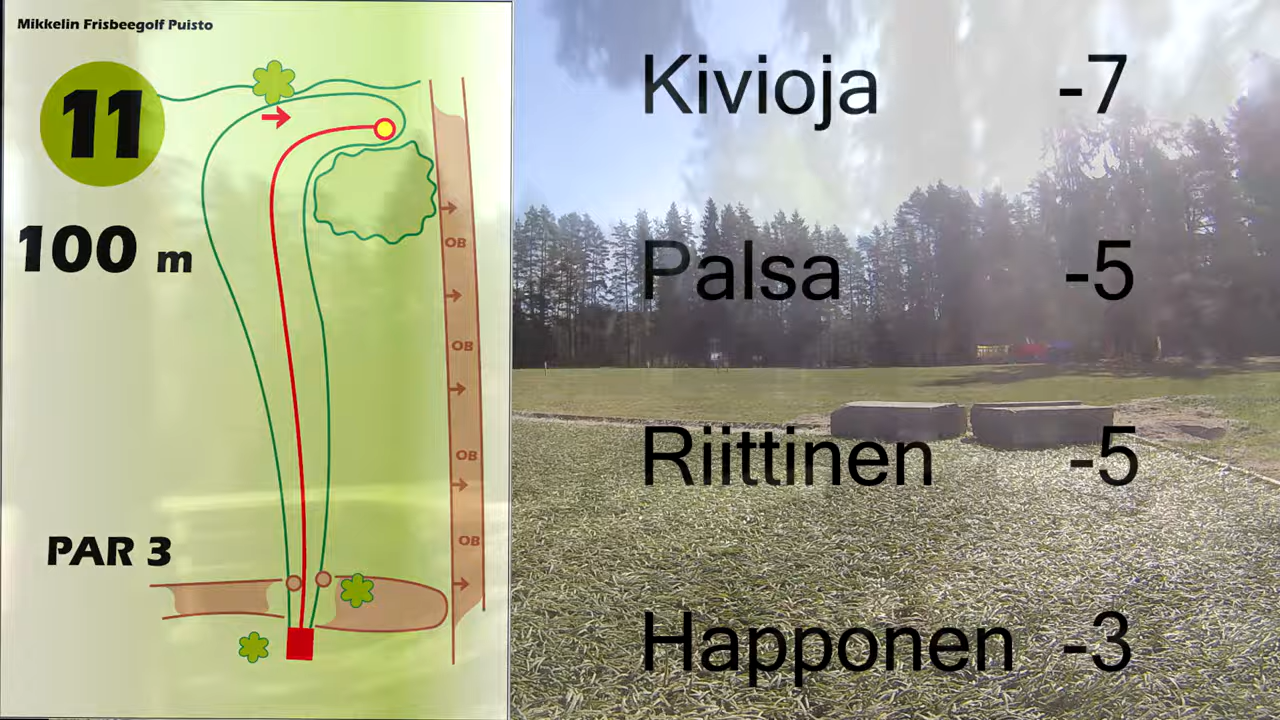 Mikkelin Frisbeegolf Puisto
11
100 m
PAR 3
OB
OB
OB
OB
Kivioja -7
Palsa -5
Riittinen -5
Happonen -3